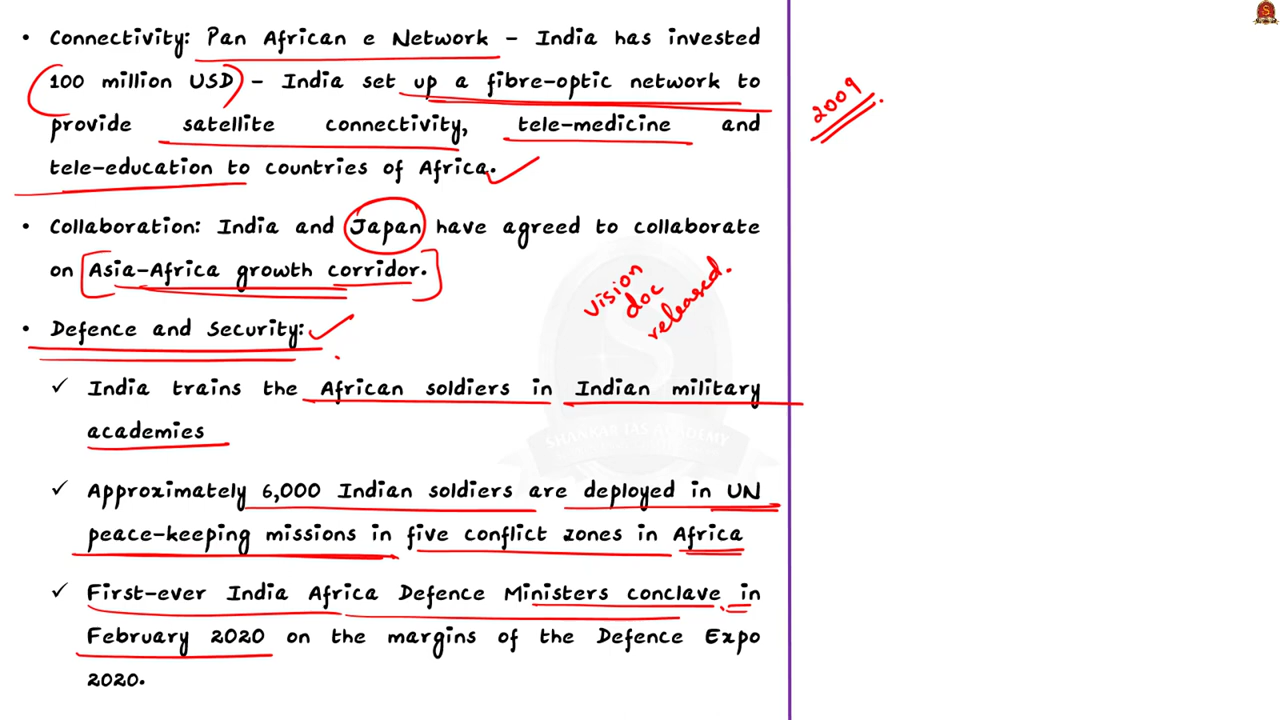 • Connectivity: Pan African e Network - India has invested
100 million USD - India set up a fibre-optic network to
provide satellite connectivity, tele-medicine and
tele-education to countries of Africa.
2009
• Collaboration: India and Japan have agreed to collaborate
on Asia-Africa growth corridor.
vision
doc
released.
• Defence and Security:
✓ India trains the African soldiers in Indian military
academies
SHANKAR IAS ACADEMY
✓ Approximately 6,000 Indian soldiers are deployed in UN
peace-keeping missions in five conflict zones in Africa
✓ First-ever India Africa Defence Ministers conclave in
February 2020 on the margins of the Defence Expo
2020.